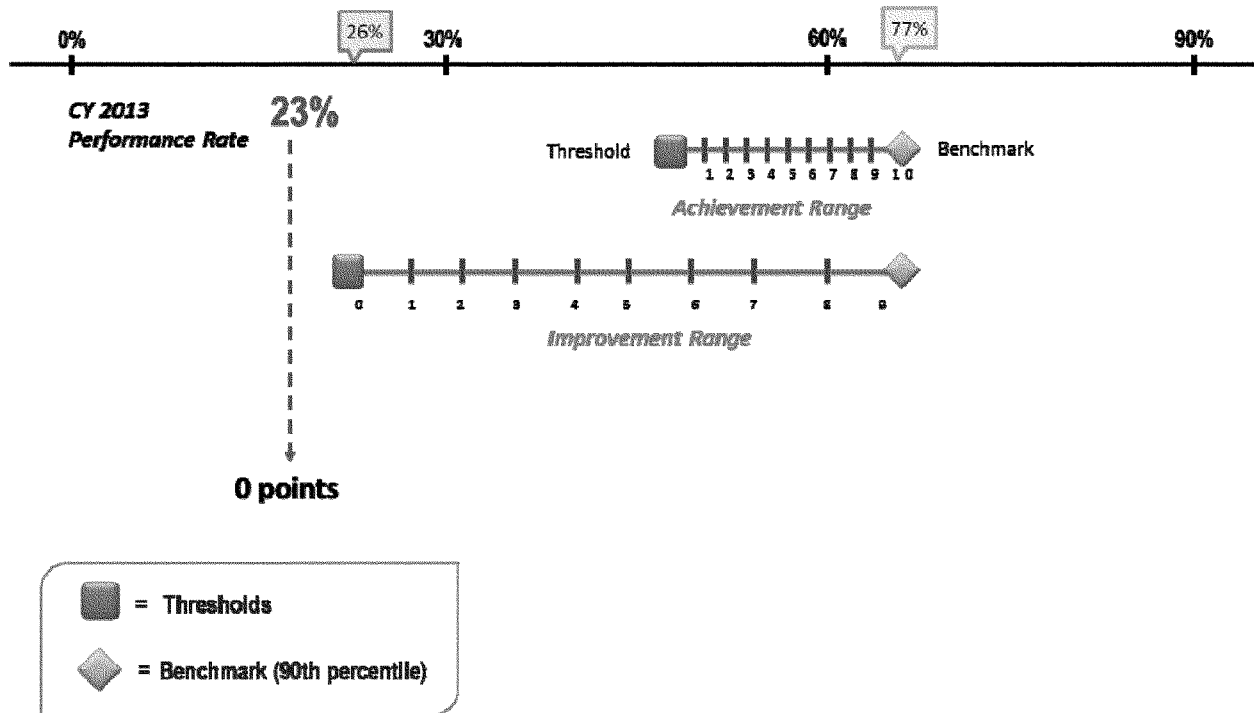 0% 26% 30% 60% 77% 90%
CY 2013
Performance Rate
23%
Threshold
Benchmark
1 2 3 4 5 6 7 8 9 10
Achievement Range
0 1 2 3 4 5 6 7 8 9
Improvement Range
0 points
= Thresholds
= Benchmark (90th percentile)